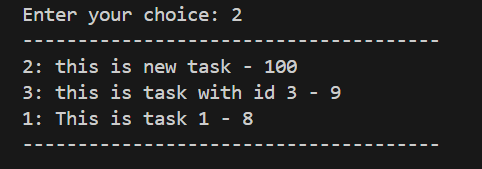 Enter your choice: 2
--------------------------------------
2: this is new task - 100
3: this is task with id 3 - 9
1: This is task 1 - 8
--------------------------------------